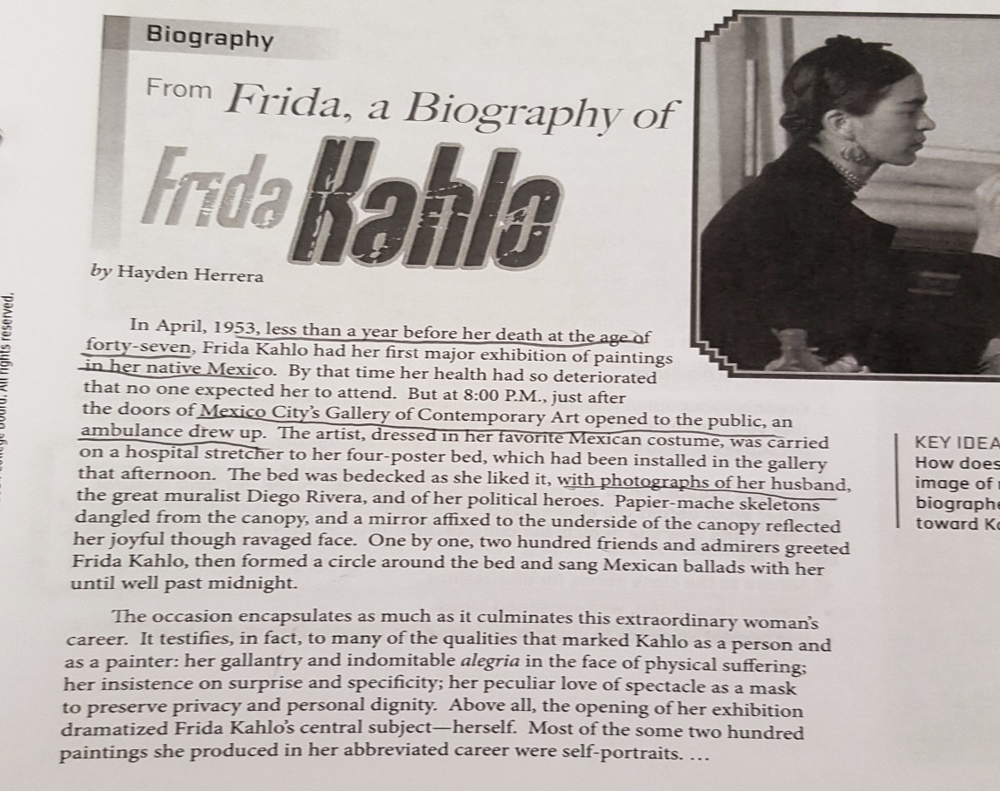 Biography
From Frida, a Biography of
Frida Kahlo
by Hayden Herrera
In April, 1953, less than a year before her death at the age of
forty-seven, Frida Kahlo had her first major exhibition of paintings
in her native Mexico. By that time her health had so deteriorated
that no one expected her to attend. But at 8:00 P.M., just after
the doors of Mexico City's Gallery of Contemporary Art opened to the public, an
ambulance drew up. The artist, dressed in her favorite Mexican costume, was carried
on a hospital stretcher to her four-poster bed, which had been installed in the gallery
that afternoon. The bed was bedecked as she liked it, with photographs of her husband,
the great muralist Diego Rivera, and of her political heroes. Papier-mache skeletons
dangled from the canopy, and a mirror affixed to the underside of the canopy reflected
her joyful though ravaged face. One by one, two hundred friends and admirers greeted
Frida Kahlo, then formed a circle around the bed and sang Mexican ballads with her
until well past midnight.
The occasion encapsulates as much as it culminates this extraordinary woman's
career. It testifies, in fact, to many of the qualities that marked Kahlo as a person and
as a painter: her gallantry and indomitable alegria in the face of physical suffering;
her insistence on surprise and specificity; her peculiar love of spectacle as a mask
to preserve privacy and personal dignity. Above all, the opening of her exhibition
dramatized Frida Kahlo's central subject—herself. Most of the some two hundred
paintings she produced in her abbreviated career were self-portraits. …
KEY IDEA
How does
image of
biographe
toward K
Board. All rights reserved.